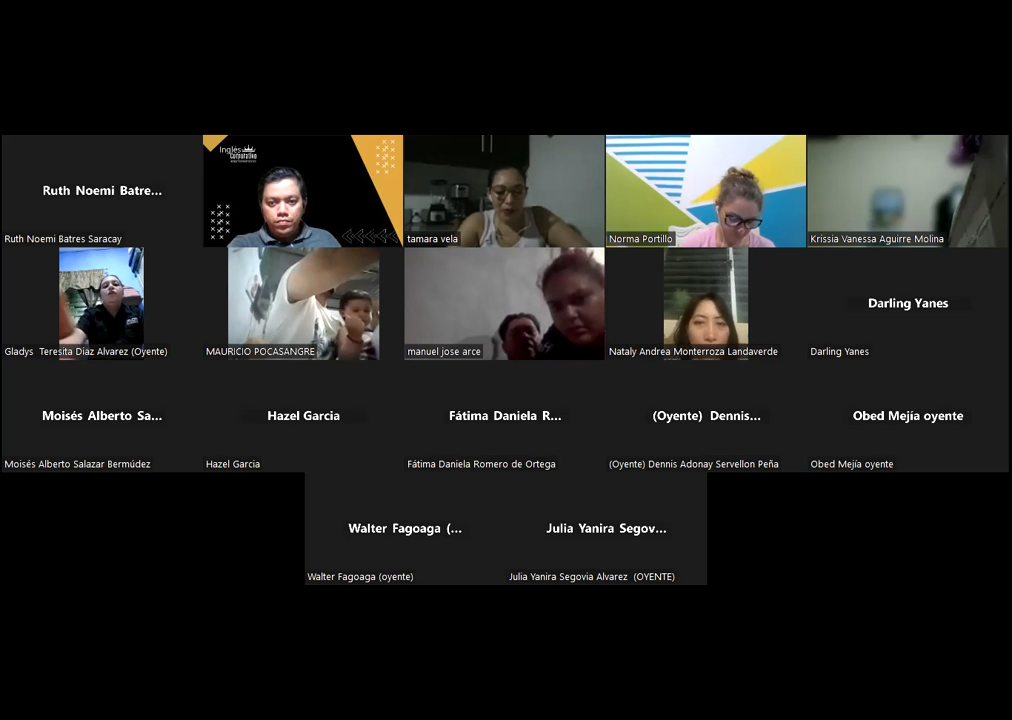 Ruth Noemi Batre...
Ruth Noemi Batres Saracay
Inglés
Corporativo
tamara vela
Norma Portillo
Krissia Vanessa Aguirre Molina
Gladys Teresita Diaz Alvarez (Oyente)
MAURICIO POCASANGRE
manuel jose arce
Nataly Andrea Monterroza Landaverde
Darling Yanes
Darling Yanes
Moisés Alberto Sa...
Moisés Alberto Salazar Bermúdez
Hazel Garcia
Hazel Garcia
Fátima Daniela R...
Fátima Daniela Romero de Ortega
(Oyente) Dennis...
(Oyente) Dennis Adonay Servellon Peña
Obed Mejía oyente
Obed Mejía oyente
Walter Fagoaga (...
Walter Fagoaga (oyente)
Julia Yanira Segov...
Julia Yanira Segovia Alvarez (OYENTE)